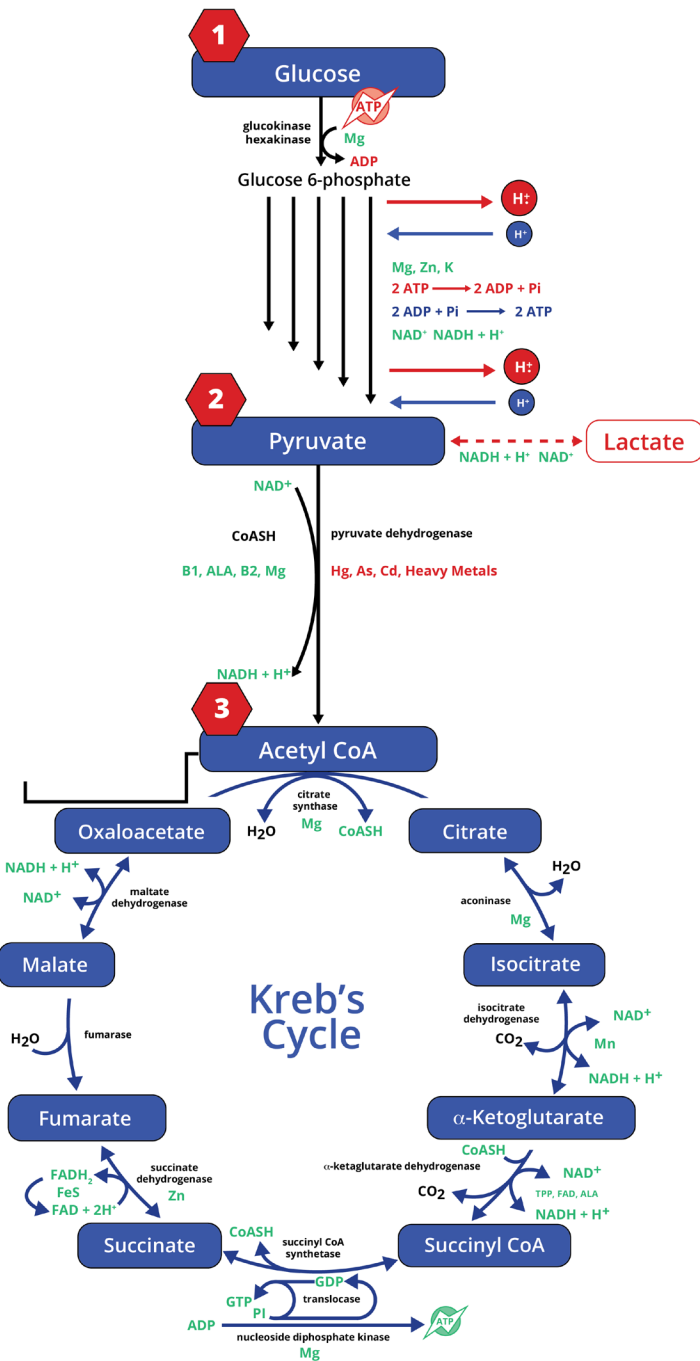 1
Glucose
ATP
glucokinase
hexakinase
Mg
ADP
Glucose 6-phosphate
H+
H+
Mg, Zn, K
2 ATP → 2 ADP + Pi
2 ADP + Pi → 2 ATP
NAD+ NADH + H+
H+
H+
2
Pyruvate
Lactate
NADH + H+ NAD+
NAD+
CoASH
pyruvate dehydrogenase
B1, ALA, B2, Mg
Hg, As, Cd, Heavy Metals
NADH + H+
3
Acetyl CoA
citrate
synthase
Mg
H2O
CoASH
Oxaloacetate
Citrate
NADH + H+
NAD+
maltate
dehydrogenase
H2O
aconinase
Mg
Malate
Isocitrate
Kreb's
Cycle
H2O
fumarase
isocitrate
dehydrogenase
CO2
NAD+
Mn
NADH + H+
Fumarate
α-Ketoglutarate
FADH2
FeS
FAD + 2H+
succinate
dehydrogenase
Zn
CoASH
α-ketaglutarate dehydrogenase
CO2
NAD+
TPP, FAD, ALA
NADH + H+
Succinate
Succinyl CoA
CoASH
succinyl CoA
synthetase
GDP
GTP
PI
translocase
ADP
ATP
nucleoside diphosphate kinase
Mg